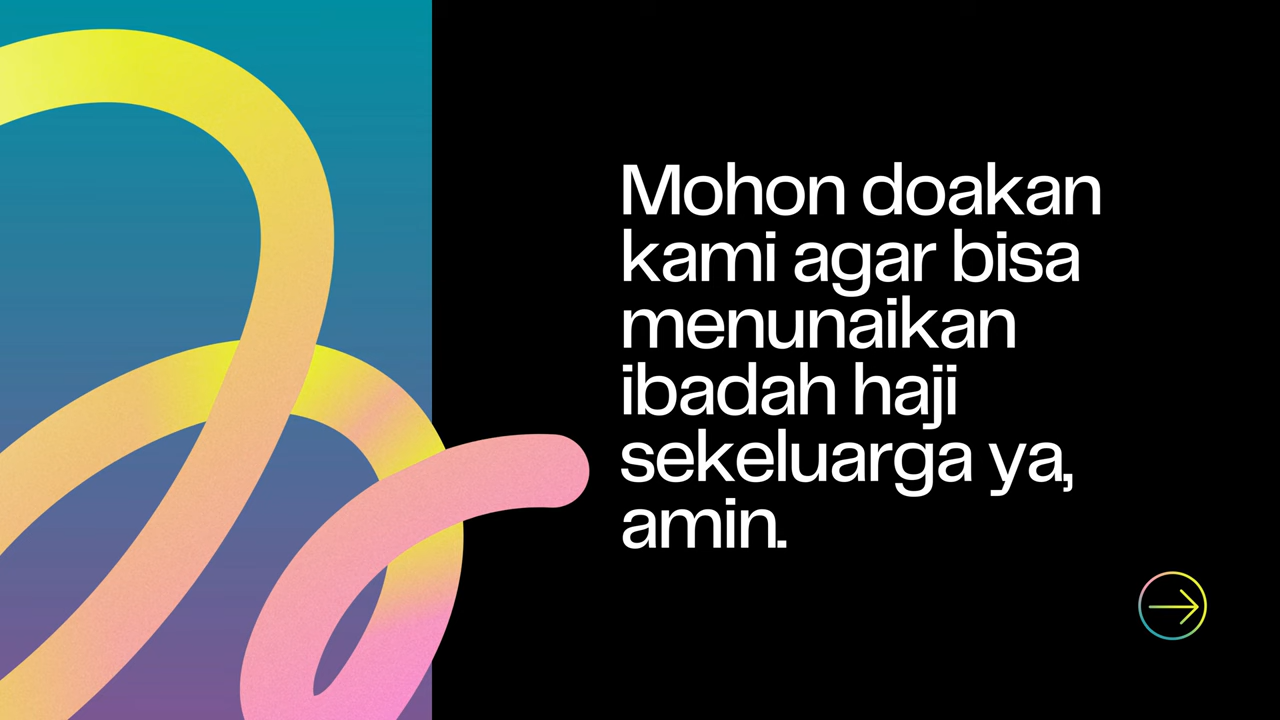 Mohon doakan
kami agar bisa
menunaikan
ibadah haji
sekeluarga ya,
amin.